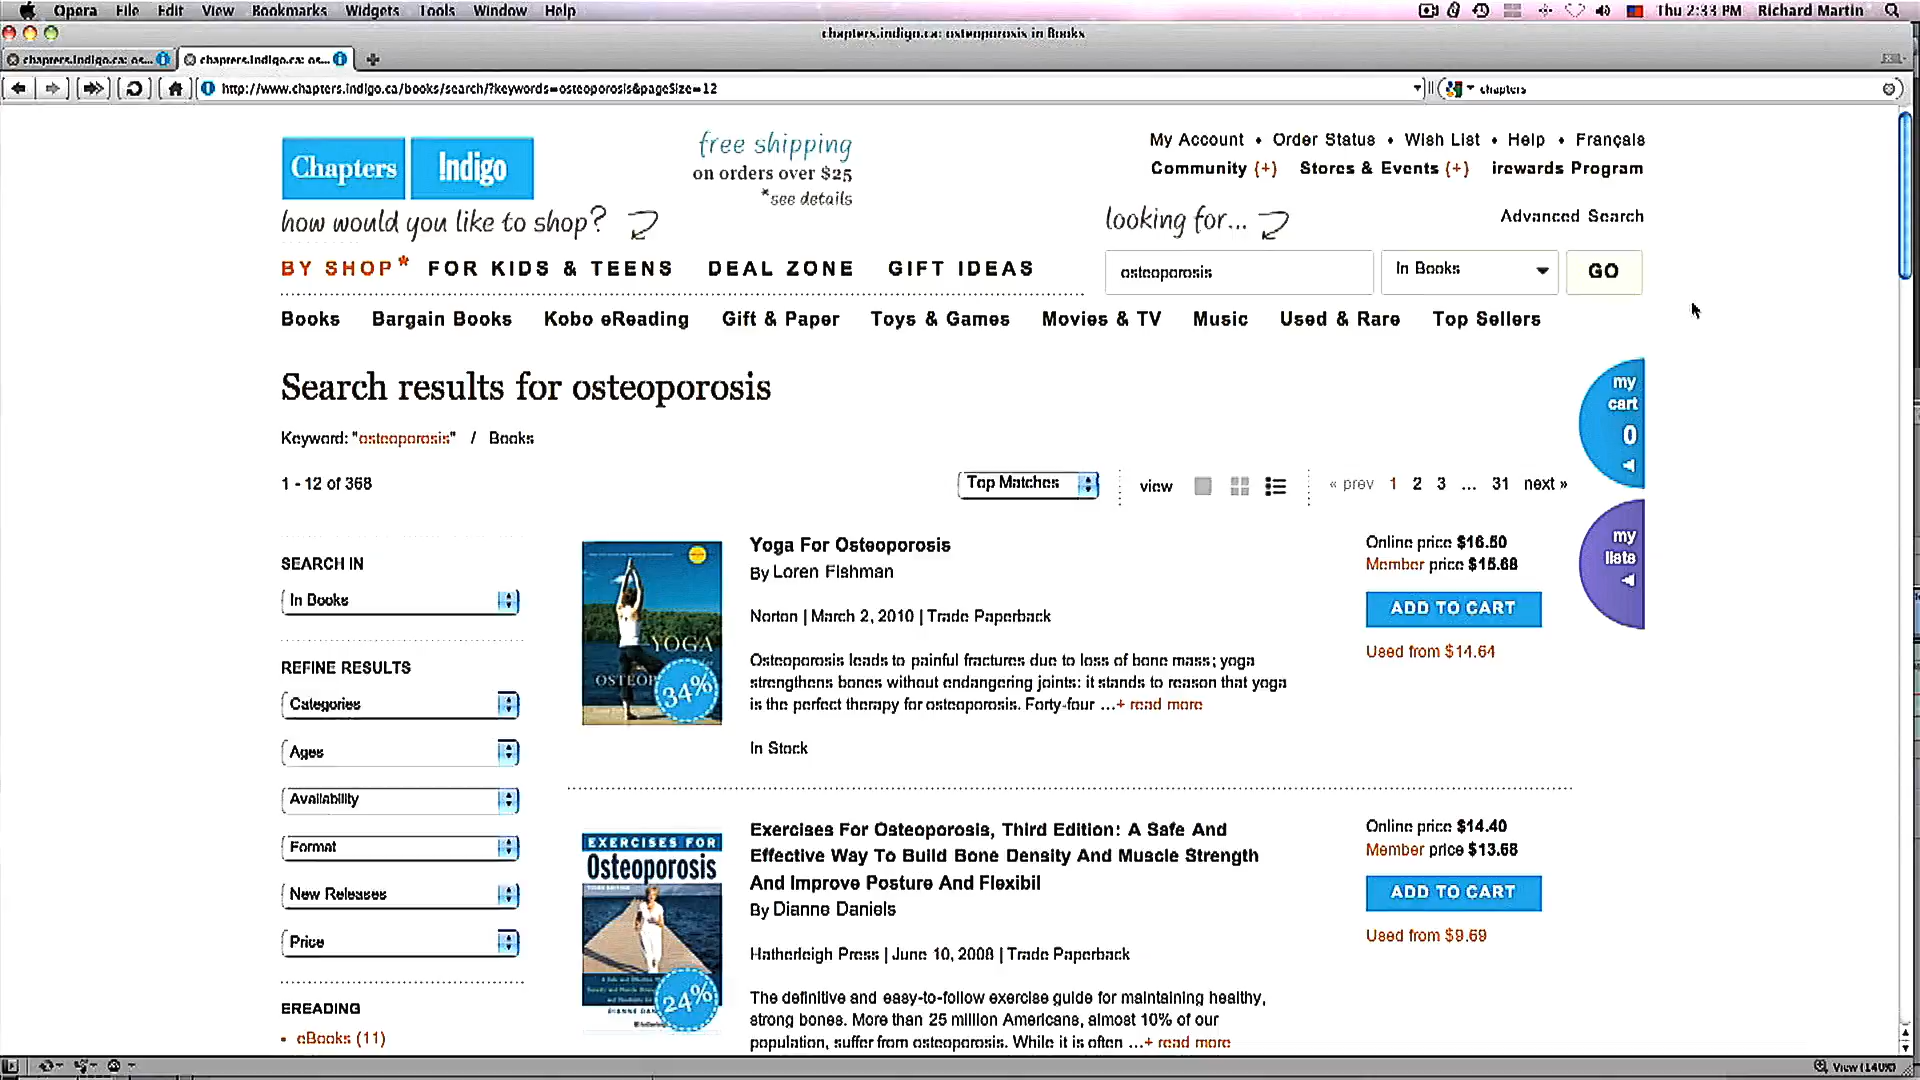 Opera File Edit View Bookmarks Widgets Tools Window Help
Thu 2:33 PM Richard Martin
chapters.indigo.ca: osteoporosis in Books
chapters.indigo.ca: os...
chapters.indigo.ca: os...
http://www.chapters.indigo.ca/books/search/?keywords=osteoporosis&pageSize=12
chapters
Chapters Indigo
free shipping
on orders over $25
*see details
My Account • Order Status • Wish List • Help • Français
Community (+) Stores & Events (+) irewards Program
how would you like to shop?
looking for...
Advanced Search
BY SHOP* FOR KIDS & TEENS DEAL ZONE GIFT IDEAS
osteoporosis
In Books
GO
Books Bargain Books Kobo eReading Gift & Paper Toys & Games Movies & TV Music Used & Rare Top Sellers
Search results for osteoporosis
my
cart
0
Keyword: "osteoporosis" / Books
1 - 12 of 368
Top Matches
view
« prev 1 2 3 ... 31 next »
my
lists
SEARCH IN
In Books
REFINE RESULTS
Categories
Ages
Availability
Format
New Releases
Price
EREADING
• eBooks (11)
YOGA
34%
Yoga For Osteoporosis
By Loren Fishman
Norton | March 2, 2010 | Trade Paperback
Osteoporosis leads to painful fractures due to loss of bone mass; yoga
strengthens bones without endangering joints: it stands to reason that yoga
is the perfect therapy for osteoporosis. Forty-four ...+ read more
In Stock
Online price $16.50
Member price $15.68
ADD TO CART
Used from $14.64
EXERCISES FOR
Osteoporosis
THIRD EDITION
24%
Exercises For Osteoporosis, Third Edition: A Safe And
Effective Way To Build Bone Density And Muscle Strength
And Improve Posture And Flexibil
By Dianne Daniels
Hatherleigh Press | June 10, 2008 | Trade Paperback
The definitive and easy-to-follow exercise guide for maintaining healthy,
strong bones. More than 25 million Americans, almost 10% of our
population, suffer from osteoporosis. While it is often ...+ read more
Online price $14.40
Member price $13.68
ADD TO CART
Used from $9.69
View (140%)